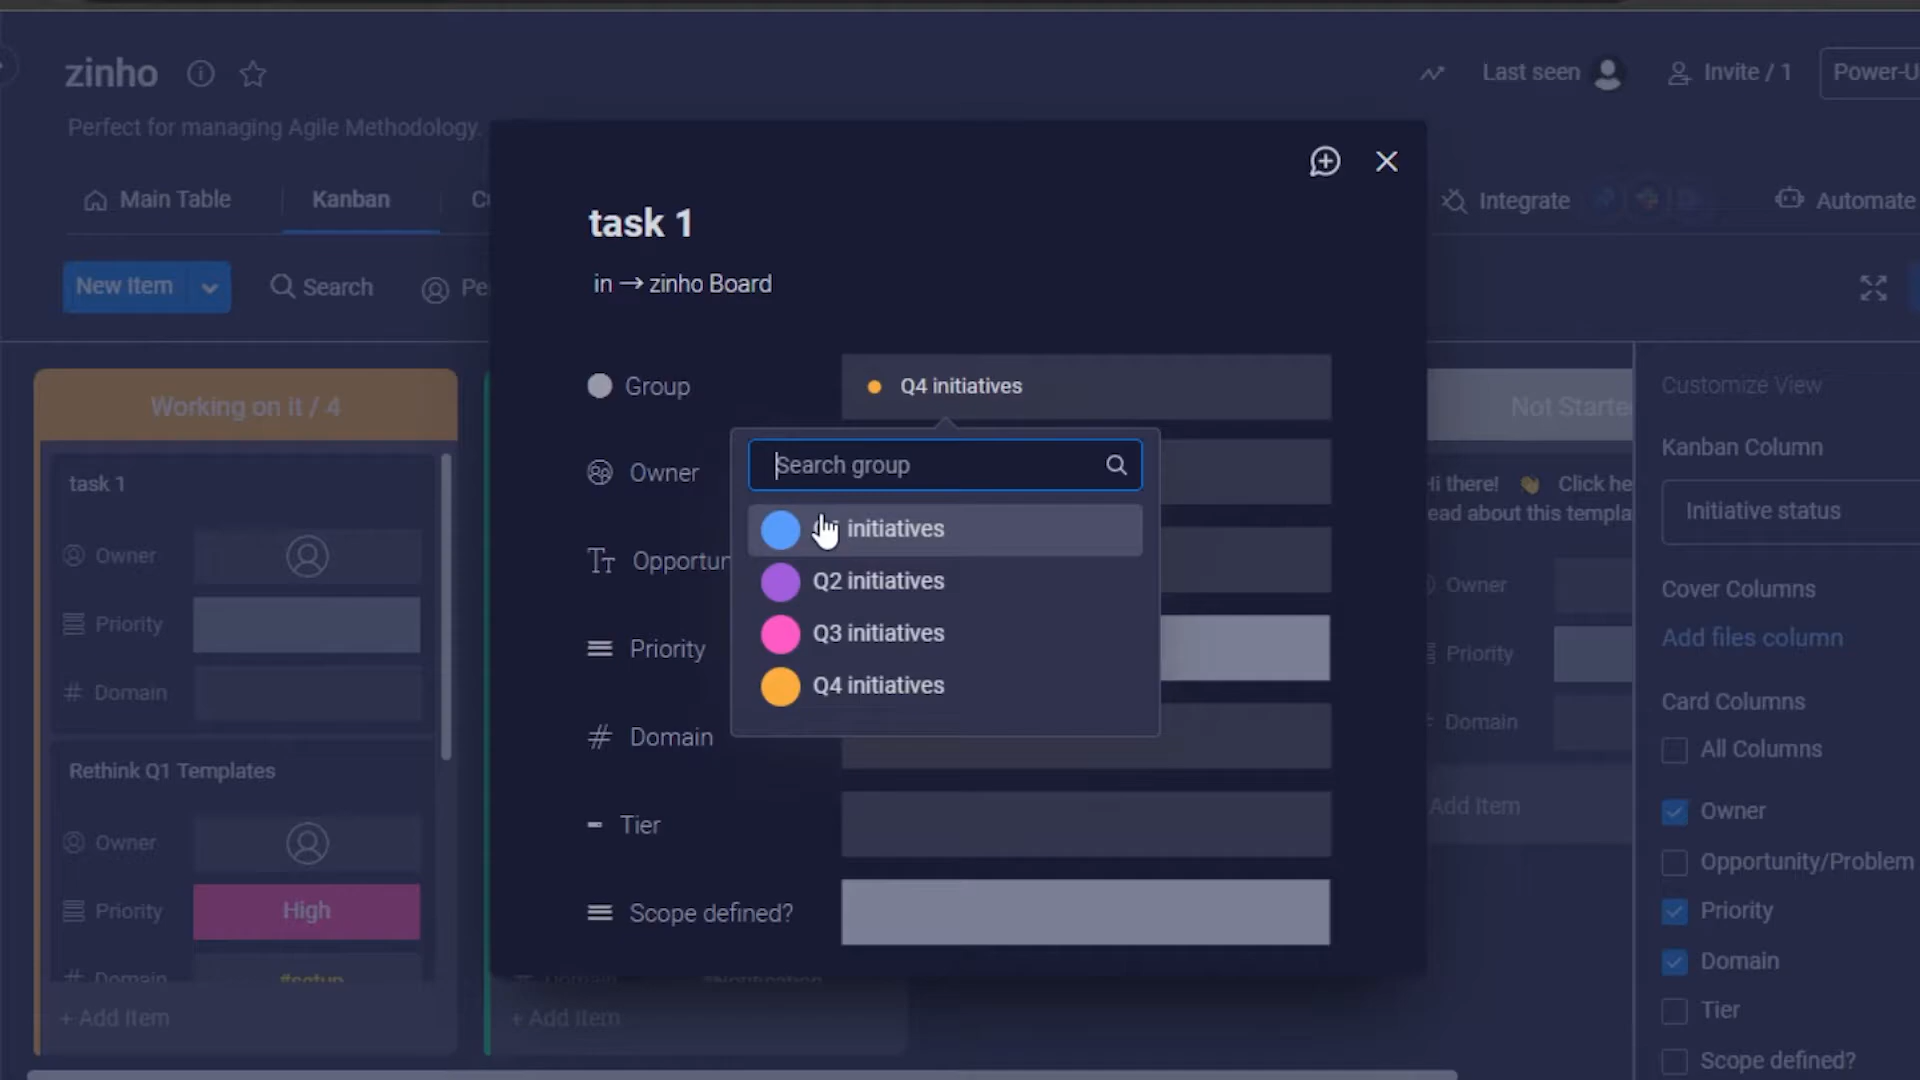 zinho
Last seen
Invite / 1
Power-U
Perfect for managing Agile Methodology.
Main Table
Kanban
Integrate
Automate
New Item
Search
Pe
task 1
in → zinho Board
Group
Q4 initiatives
Working on it / 4
Not Starte
Customize View
Kanban Column
Initiative status
Owner
Search group
initiatives
Q2 initiatives
Q3 initiatives
Q4 initiatives
Opportun
Priority
Domain
Tier
Scope defined?
task 1
Owner
Priority
# Domain
Rethink Q1 Templates
Owner
Priority
High
# Domain
#setup
+ Add Item
+ Add Item
Hi there! 👋 Click he
ead about this templa
Owner
Priority
Domain
Add Item
Cover Columns
Add files column
Card Columns
All Columns
Owner
Opportunity/Problem
Priority
Domain
Tier
Scope defined?